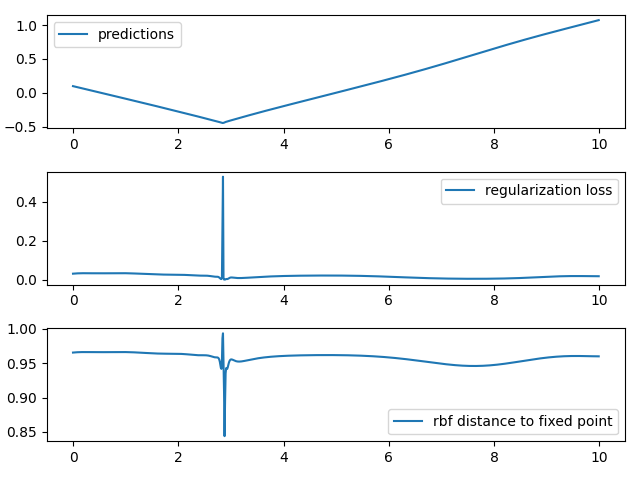 predictions
1.0
0.5
0.0
−0.5
0 2 4 6 8 10
regularization loss
0.4
0.2
0.0
0 2 4 6 8 10
1.00
0.95
0.90
0.85
rbf distance to fixed point
0 2 4 6 8 10